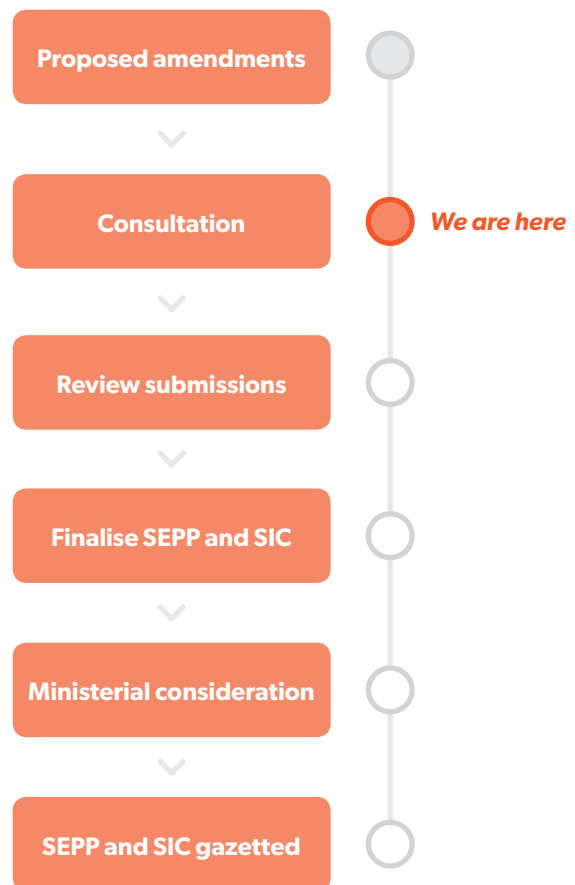 Proposed amendments
Consultation
We are here
Review submissions
Finalise SEPP and SIC
Ministerial consideration
SEPP and SIC gazetted